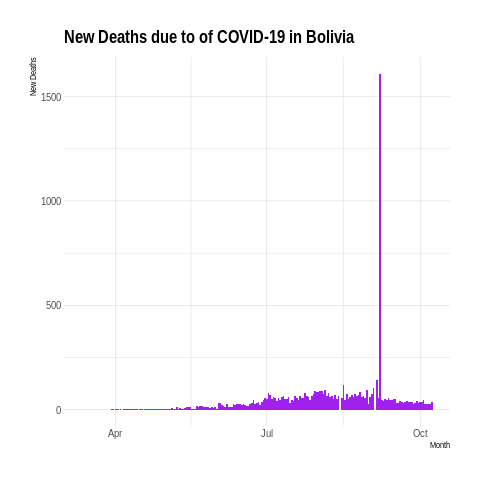 New Deaths due to of COVID-19 in Bolivia
New Deaths
1500
1000
500
0
Apr
Jul
Oct
Month